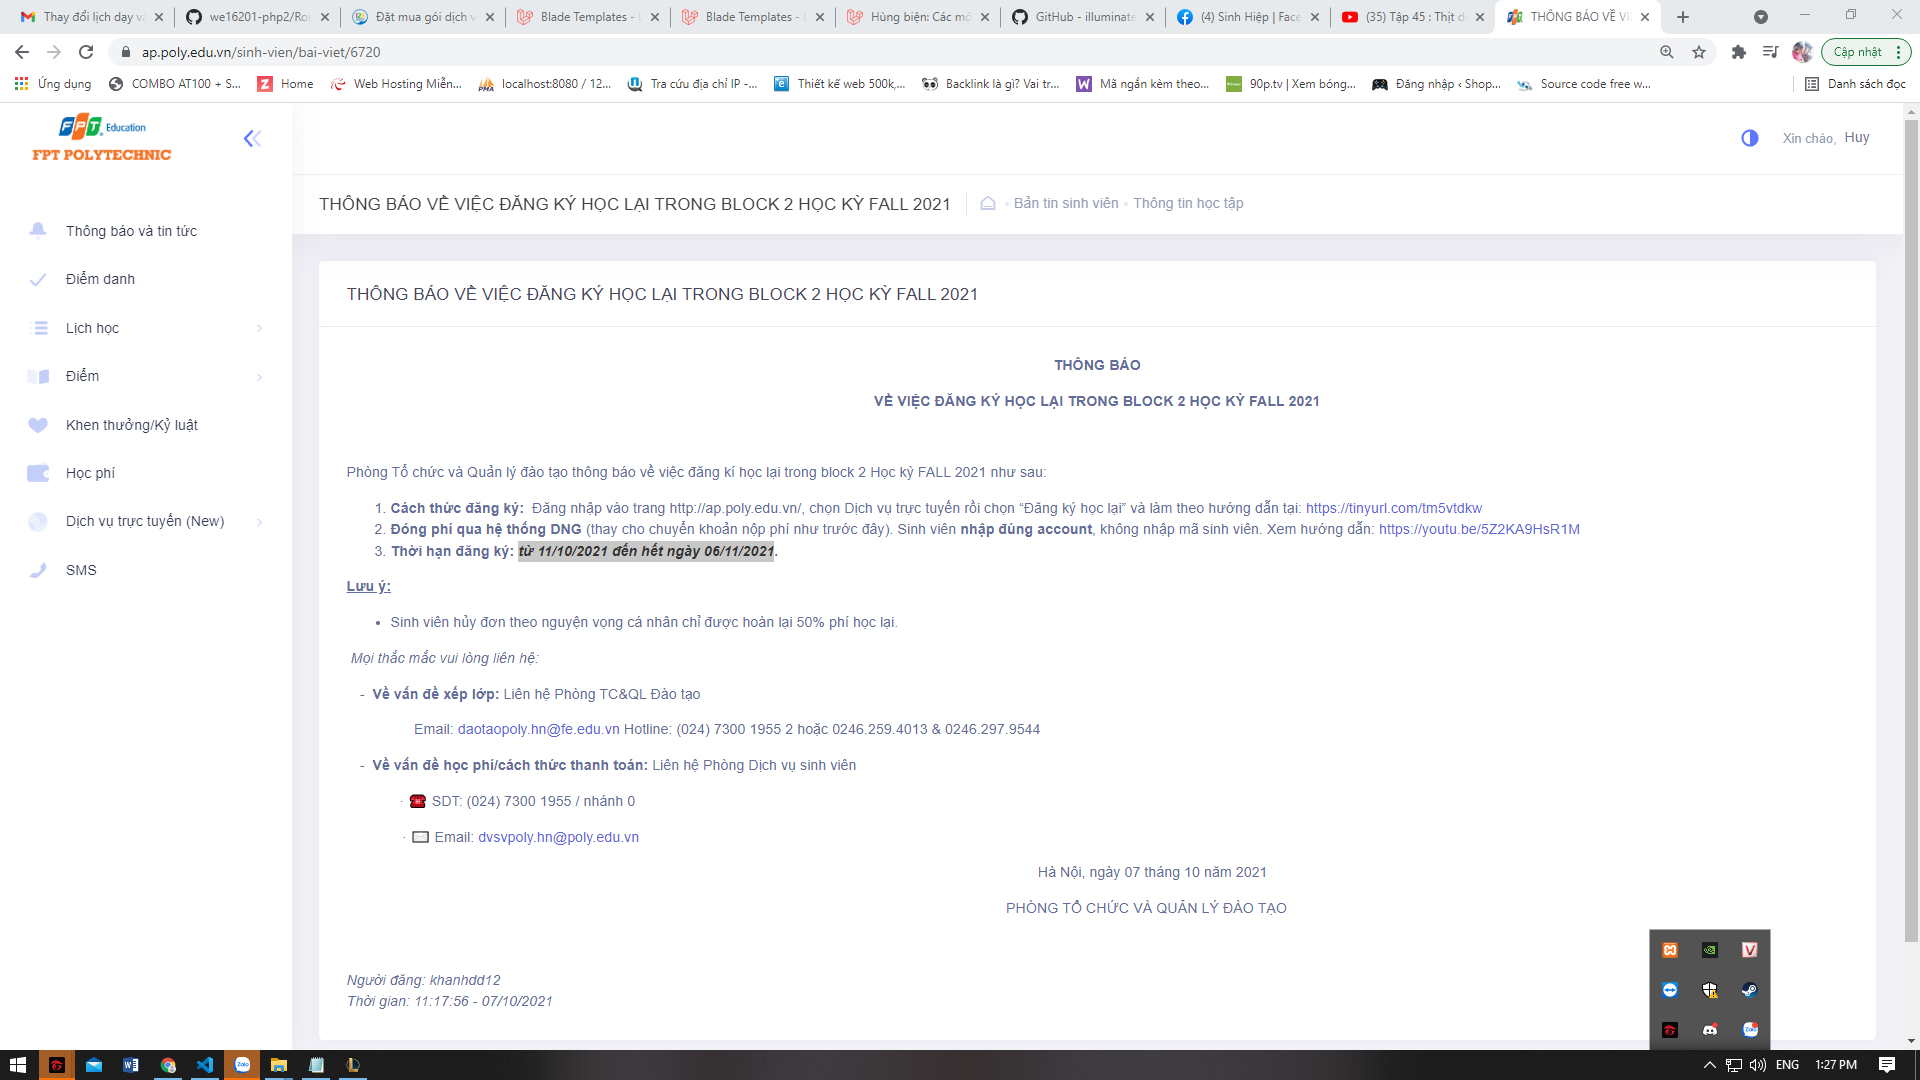 Thay đổi lịch dạy và
we16201-php2/Rou
Đặt mua gói dịch v
Blade Templates - L
Blade Templates - L
Hùng biện: Các mô
GitHub - illuminate
(4) Sinh Hiệp | Face
(35) Tập 45 : Thịt d
THÔNG BÁO VỀ VI
ap.poly.edu.vn/sinh-vien/bai-viet/6720
Cập nhật
Ứng dụng
COMBO AT100 + S...
Home
Web Hosting Miễn...
localhost:8080 / 12...
Tra cứu địa chỉ IP -...
Thiết kế web 500k,...
Backlink là gì? Vai tr...
Mã ngắn kèm theo...
90p.tv | Xem bóng...
Đăng nhập ‹ Shop...
Source code free w...
Danh sách đọc
FPT Education
FPT POLYTECHNIC
Xin chào, Huy
THÔNG BÁO VỀ VIỆC ĐĂNG KÝ HỌC LẠI TRONG BLOCK 2 HỌC KỲ FALL 2021
Bản tin sinh viên • Thông tin học tập
Thông báo và tin tức
Điểm danh
Lịch học
Điểm
Khen thưởng/Kỷ luật
Học phí
Dịch vụ trực tuyến (New)
SMS
THÔNG BÁO VỀ VIỆC ĐĂNG KÝ HỌC LẠI TRONG BLOCK 2 HỌC KỲ FALL 2021
THÔNG BÁO
VỀ VIỆC ĐĂNG KÝ HỌC LẠI TRONG BLOCK 2 HỌC KỲ FALL 2021
Phòng Tổ chức và Quản lý đào tạo thông báo về việc đăng kí học lại trong block 2 Học kỳ FALL 2021 như sau:
1. Cách thức đăng ký: Đăng nhập vào trang http://ap.poly.edu.vn/, chọn Dịch vụ trực tuyến rồi chọn “Đăng ký học lại” và làm theo hướng dẫn tại: https://tinyurl.com/tm5vtdkw
2. Đóng phí qua hệ thống DNG (thay cho chuyển khoản nộp phí như trước đây). Sinh viên nhập đúng account, không nhập mã sinh viên. Xem hướng dẫn: https://youtu.be/5Z2KA9HsR1M
3. Thời hạn đăng ký: từ 11/10/2021 đến hết ngày 06/11/2021.
Lưu ý:
• Sinh viên hủy đơn theo nguyện vọng cá nhân chỉ được hoàn lại 50% phí học lại.
Mọi thắc mắc vui lòng liên hệ:
- Về vấn đề xếp lớp: Liên hệ Phòng TC&QL Đào tạo
Email: daotaopoly.hn@fe.edu.vn Hotline: (024) 7300 1955 2 hoặc 0246.259.4013 & 0246.297.9544
- Về vấn đề học phí/cách thức thanh toán: Liên hệ Phòng Dịch vụ sinh viên
· ☎ SDT: (024) 7300 1955 / nhánh 0
· ✉ Email: dvsvpoly.hn@poly.edu.vn
Hà Nội, ngày 07 tháng 10 năm 2021
PHÒNG TỔ CHỨC VÀ QUẢN LÝ ĐÀO TẠO
Người đăng: khanhdd12
Thời gian: 11:17:56 - 07/10/2021
ENG
1:27 PM